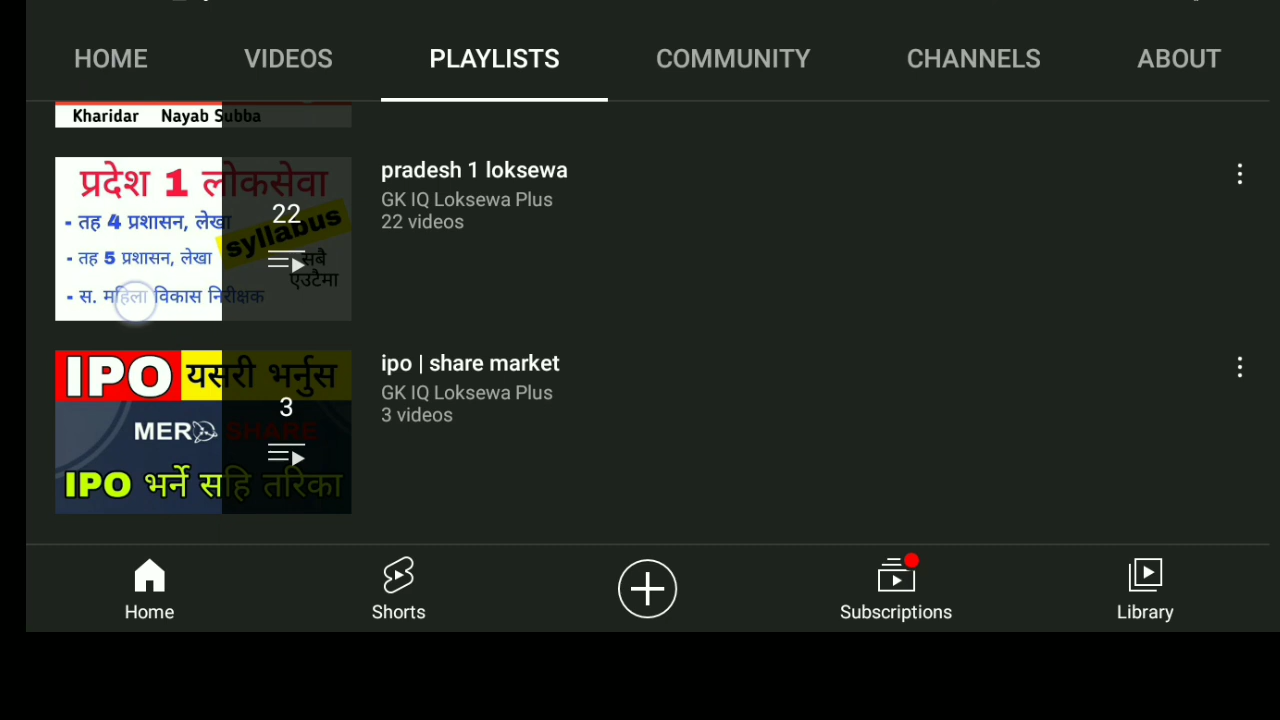 HOME VIDEOS PLAYLISTS COMMUNITY CHANNELS ABOUT
Kharidar Nayab Subba
प्रदेश 1 लोकसेवा
- तह 4 प्रशासन, लेखा
syllabus
- तह 5 प्रशासन, लेखा
सबै
एउटैमा
- स. महिला विकास निरीक्षक
22
pradesh 1 loksewa
GK IQ Loksewa Plus
22 videos
IPO यसरी भर्नुस
MERO SHARE
IPO भर्ने सहि तरिका
3
ipo | share market
GK IQ Loksewa Plus
3 videos
Home Shorts Subscriptions Library